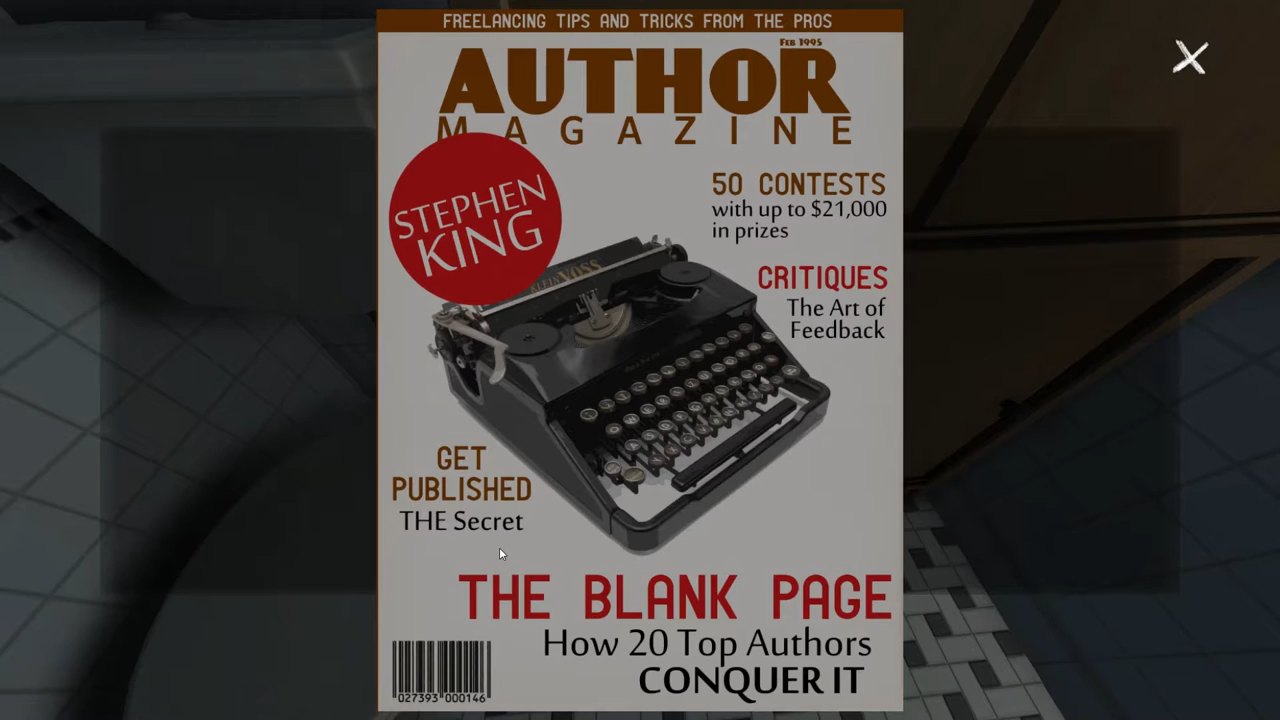 FREELANCING TIPS AND TRICKS FROM THE PROS
FEB 1995
AUTHOR
MAGAZINE
STEPHEN
KING
50 CONTESTS
with up to $21,000
in prizes
VOSS
CRITIQUES
The Art of
Feedback
GET
PUBLISHED
THE Secret
THE BLANK PAGE
How 20 Top Authors
CONQUER IT
027393 000146